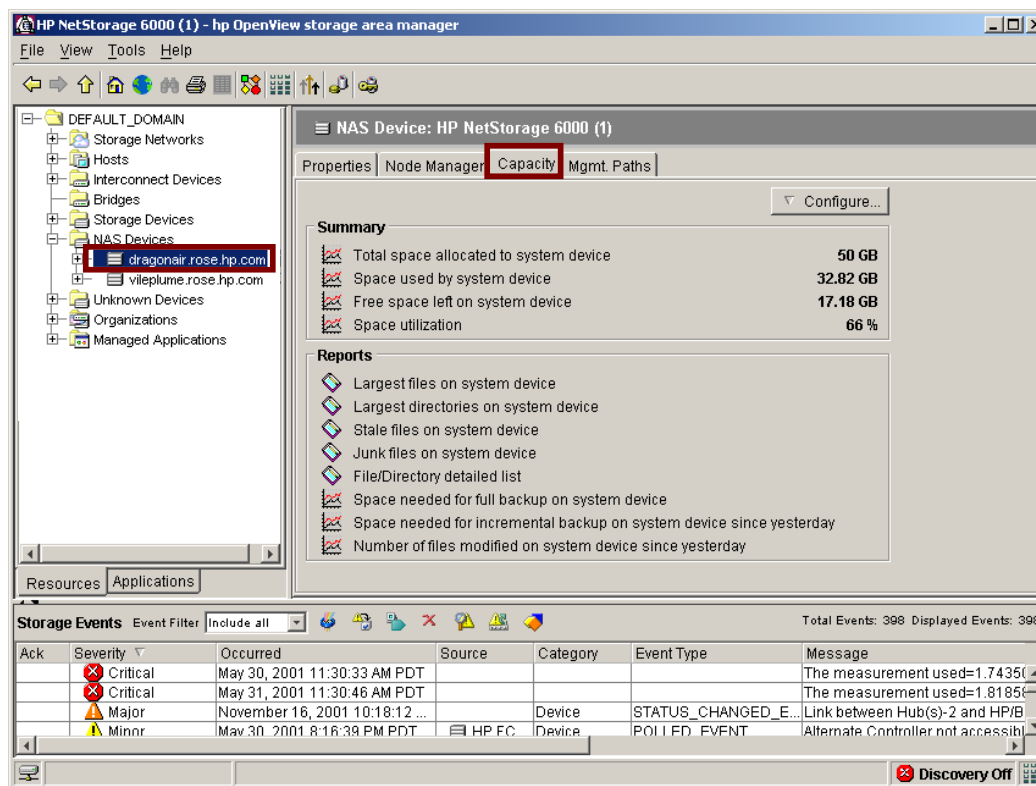 HP NetStorage 6000 (1) - hp OpenView storage area manager
File View Tools Help
DEFAULT_DOMAIN
Storage Networks
Hosts
Interconnect Devices
Bridges
Storage Devices
NAS Devices
dragonair.rose.hp.com
vileplume.rose.hp.com
Unknown Devices
Organizations
Managed Applications
Resources Applications
NAS Device: HP NetStorage 6000 (1)
Properties Node Manager Capacity Mgmt. Paths
Configure...
Summary
Total space allocated to system device 50 GB
Space used by system device 32.82 GB
Free space left on system device 17.18 GB
Space utilization 66 %
Reports
Largest files on system device
Largest directories on system device
Stale files on system device
Junk files on system device
File/Directory detailed list
Space needed for full backup on system device
Space needed for incremental backup on system device since yesterday
Number of files modified on system device since yesterday
Storage Events Event Filter Include all Total Events: 398 Displayed Events: 398
Ack Severity Occurred Source Category Event Type Message
Critical May 30, 2001 11:30:33 AM PDT The measurement used=1.7435(
Critical May 31, 2001 11:30:46 AM PDT The measurement used=1.8185
Major November 16, 2001 10:18:12 ... Device STATUS_CHANGED_E... Link between Hub(s)-2 and HP/B
Minor May 30, 2001 8:16:39 PM PDT HP FC Device POLLED_EVENT Alternate Controller not accessibl
Discovery Off